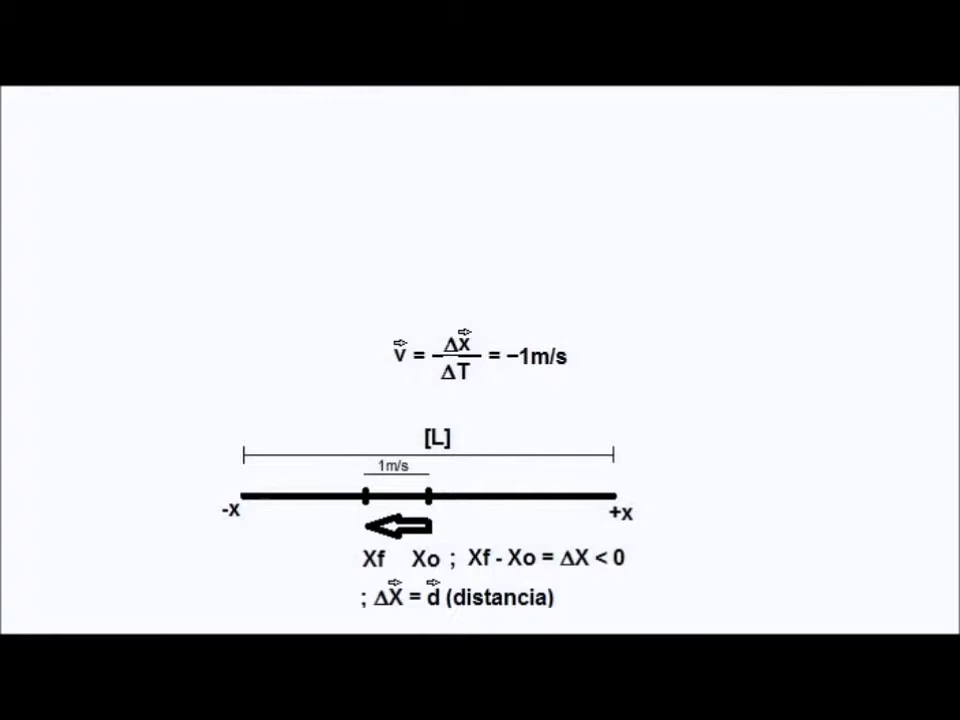 v⃗ = Δx⃗ / ΔT = −1m/s
[L]
1m/s
-x +x
Xf Xo ; Xf - Xo = ΔX < 0
; ΔX⃗ = d⃗ (distancia)